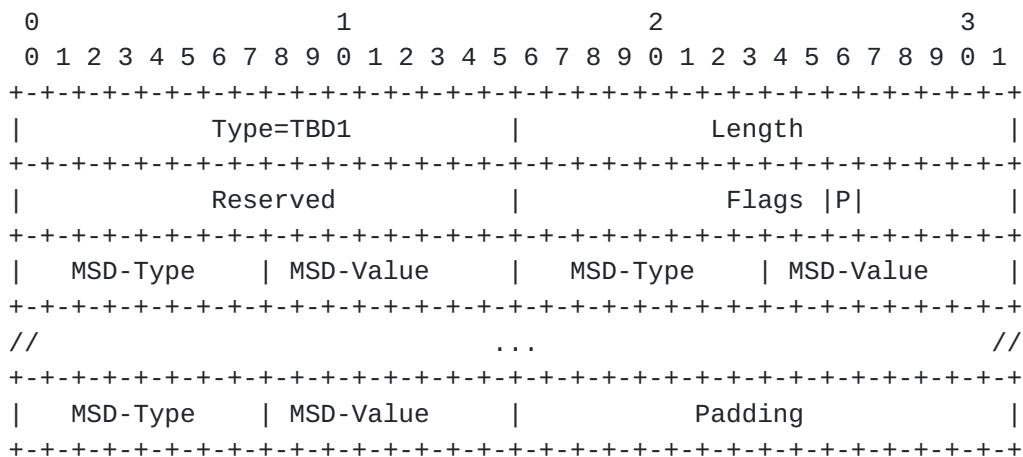 0                   1                   2                   3
 0 1 2 3 4 5 6 7 8 9 0 1 2 3 4 5 6 7 8 9 0 1 2 3 4 5 6 7 8 9 0 1
+-+-+-+-+-+-+-+-+-+-+-+-+-+-+-+-+-+-+-+-+-+-+-+-+-+-+-+-+-+-+-+-+
|            Type=TBD1           |            Length             |
+-+-+-+-+-+-+-+-+-+-+-+-+-+-+-+-+-+-+-+-+-+-+-+-+-+-+-+-+-+-+-+-+
|            Reserved           |             Flags |P|         |
+-+-+-+-+-+-+-+-+-+-+-+-+-+-+-+-+-+-+-+-+-+-+-+-+-+-+-+-+-+-+-+-+
|   MSD-Type    | MSD-Value     |   MSD-Type    | MSD-Value     |
+-+-+-+-+-+-+-+-+-+-+-+-+-+-+-+-+-+-+-+-+-+-+-+-+-+-+-+-+-+-+-+-+
//                             ...                             //
+-+-+-+-+-+-+-+-+-+-+-+-+-+-+-+-+-+-+-+-+-+-+-+-+-+-+-+-+-+-+-+-+
|   MSD-Type    | MSD-Value     |           Padding             |
+-+-+-+-+-+-+-+-+-+-+-+-+-+-+-+-+-+-+-+-+-+-+-+-+-+-+-+-+-+-+-+-+